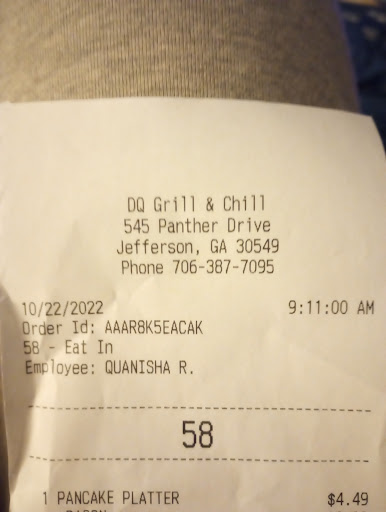 DQ Grill & Chill
545 Panther Drive
Jefferson, GA 30549
Phone 706-387-7095
10/22/2022 9:11:00 AM
Order Id: AAAR8K5EACAK
58 - Eat In
Employee: QUANISHA R.
58
1 PANCAKE PLATTER $4.49